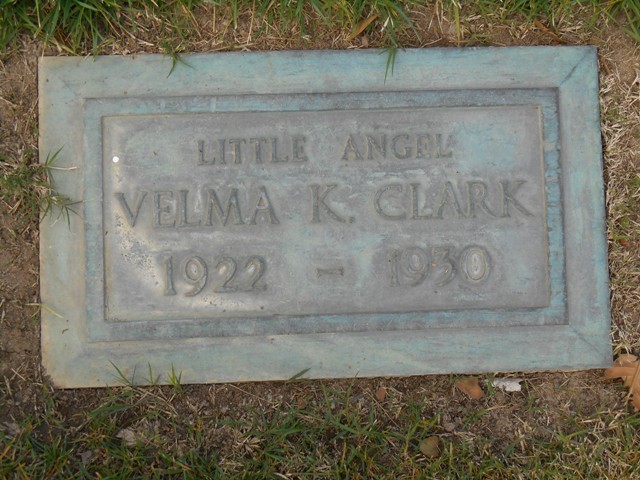 LITTLE ANGEL
VELMA K. CLARK
1922 - 1930